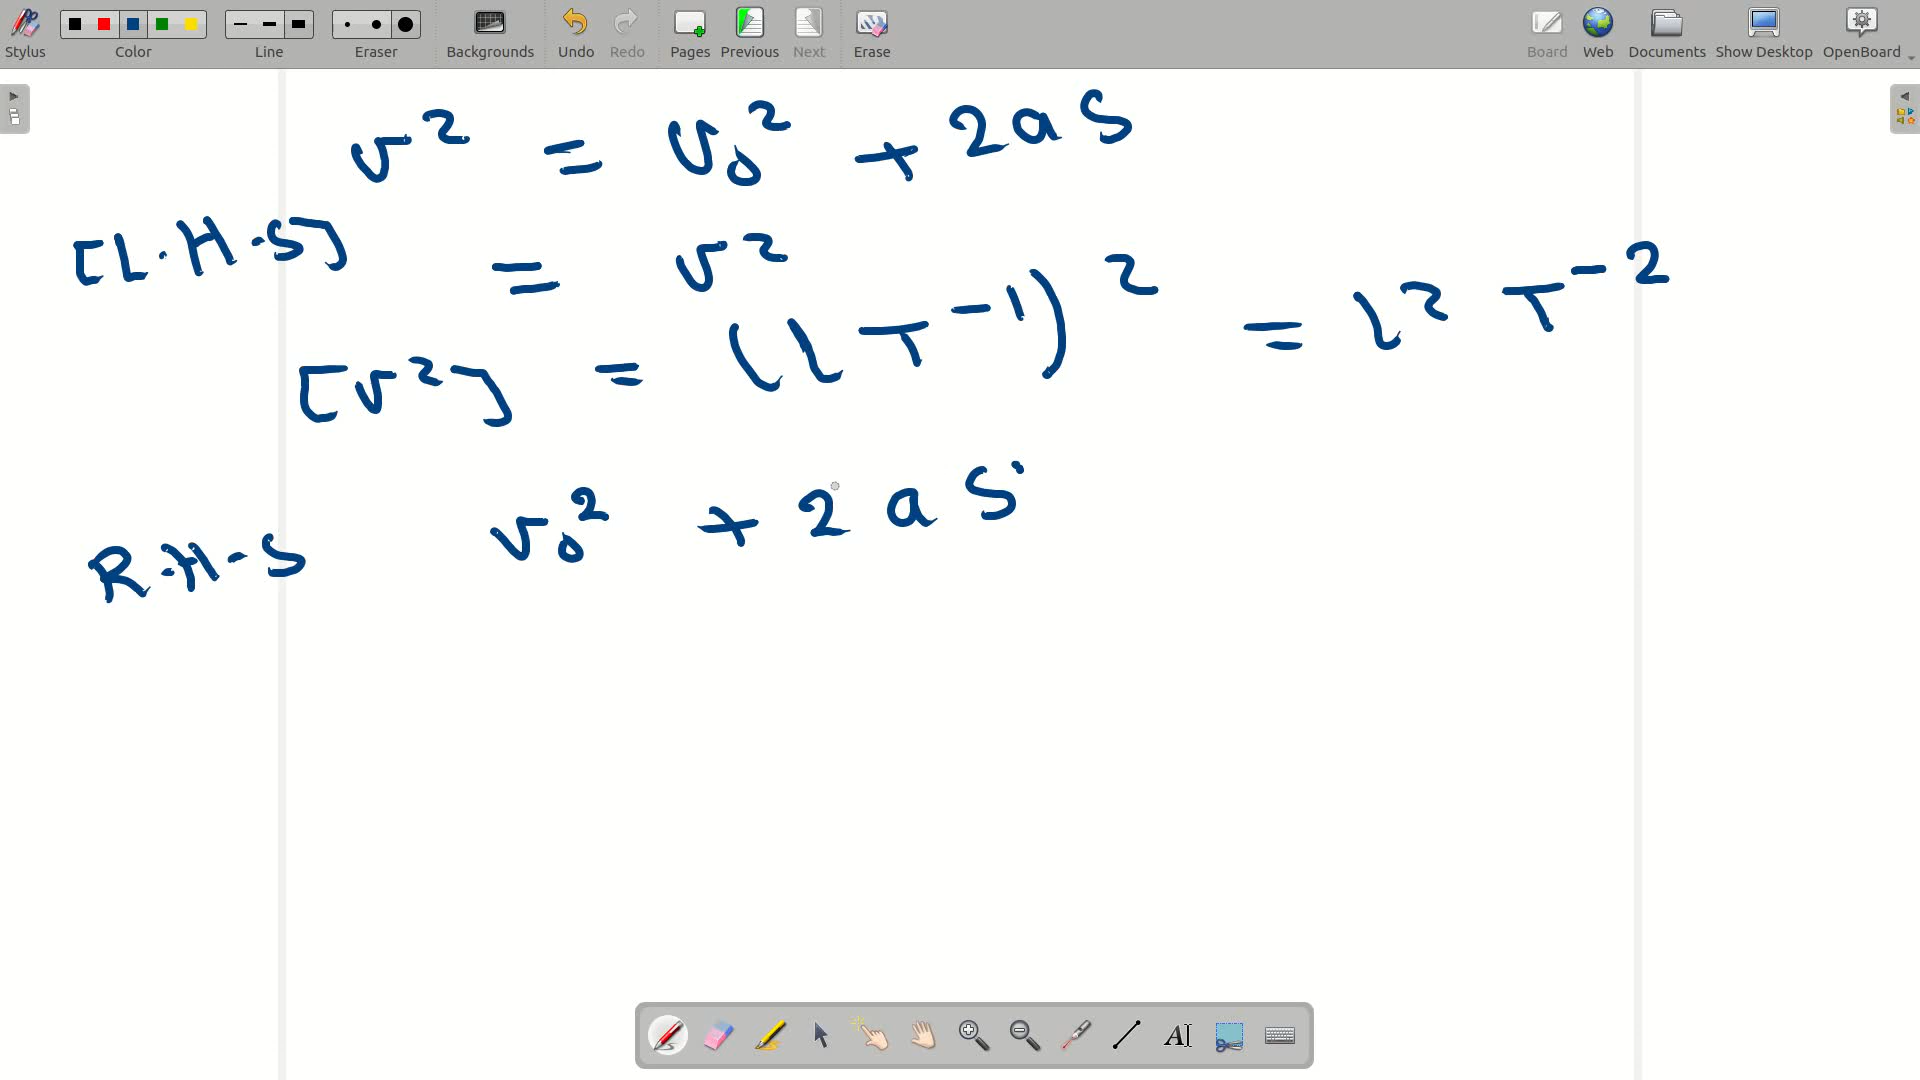 Stylus Color Line Eraser Backgrounds Undo Redo Pages Previous Next Erase Board Web Documents Show Desktop OpenBoard
v² = v₀² + 2as
[L.H.S] = v²
[v²] = (LT⁻¹)² = L² T⁻²
R.H.S v₀² + 2as